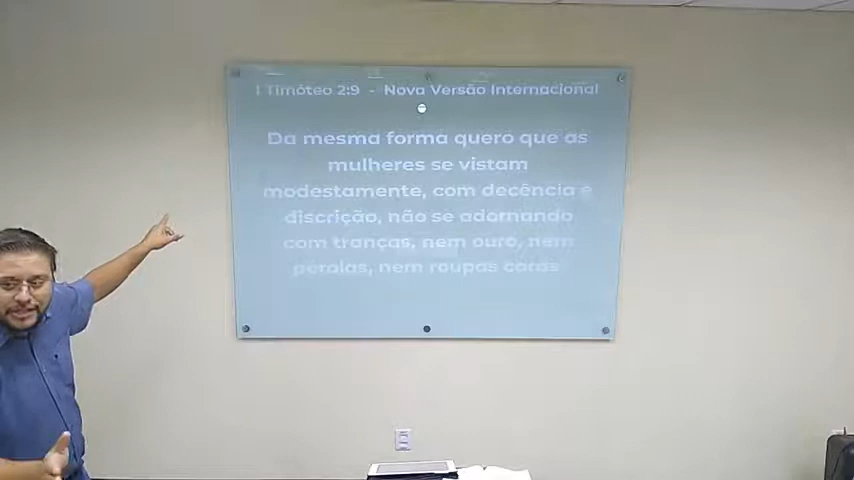 1 Timóteo 2:9 - Nova Versão Internacional
Da mesma forma quero que as
mulheres se vistam
modestamente, com decência e
discrição, não se adornando
com tranças, nem ouro, nem
pérolas, nem roupas caras